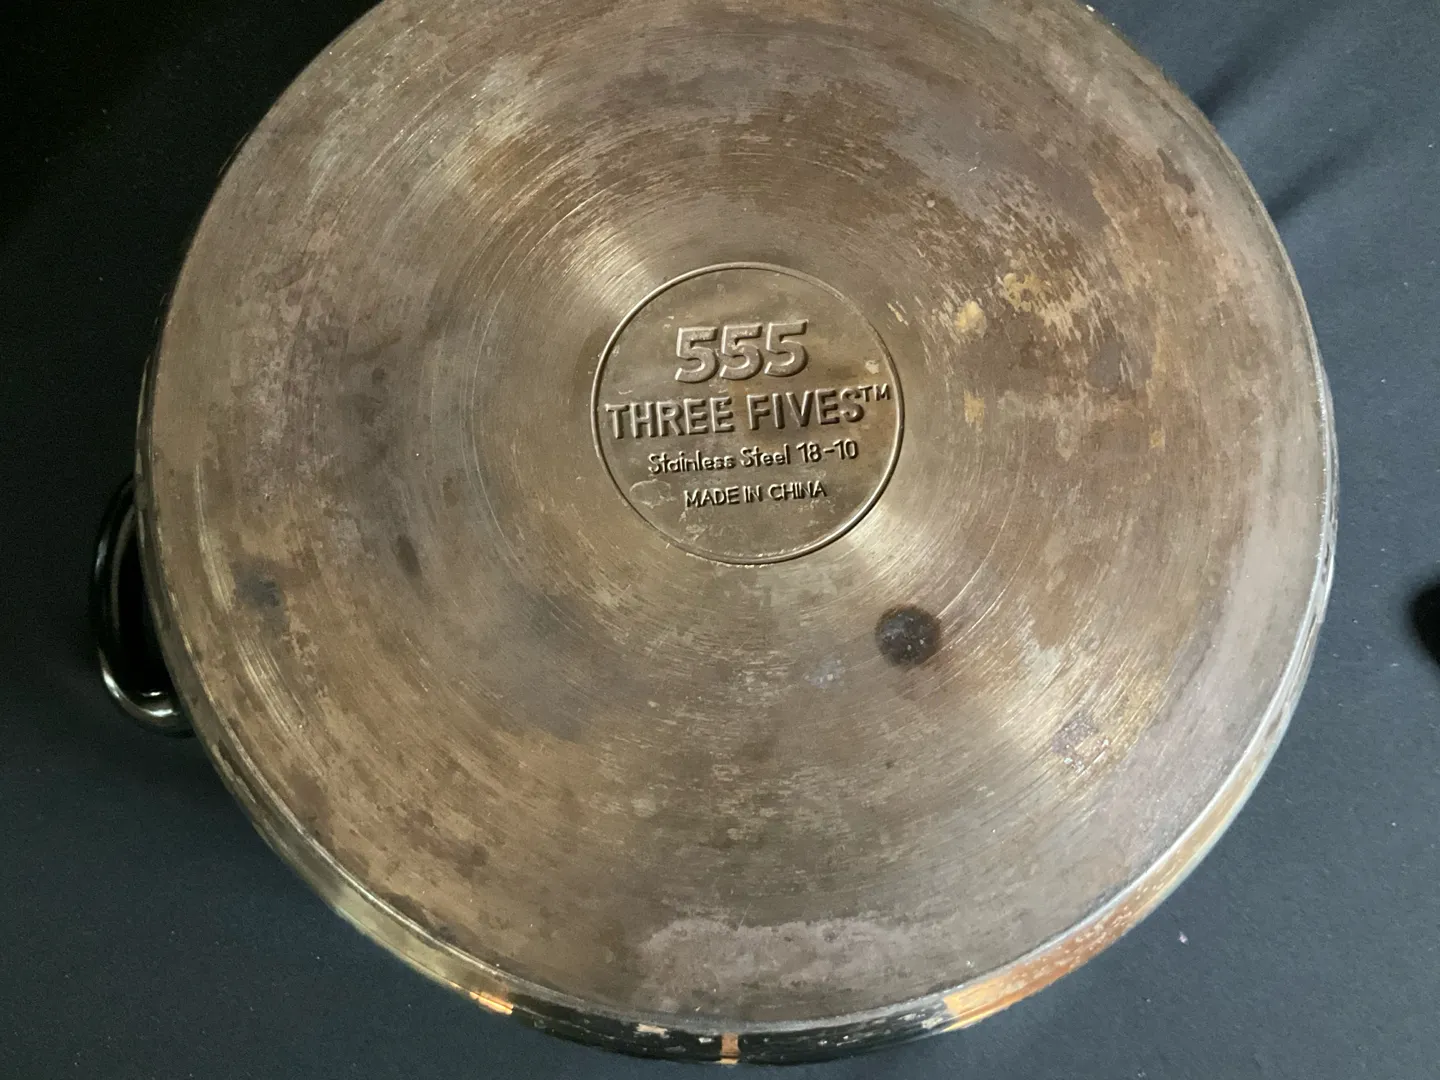 555
THREE FIVES™
Stainless Steel 18-10
MADE IN CHINA